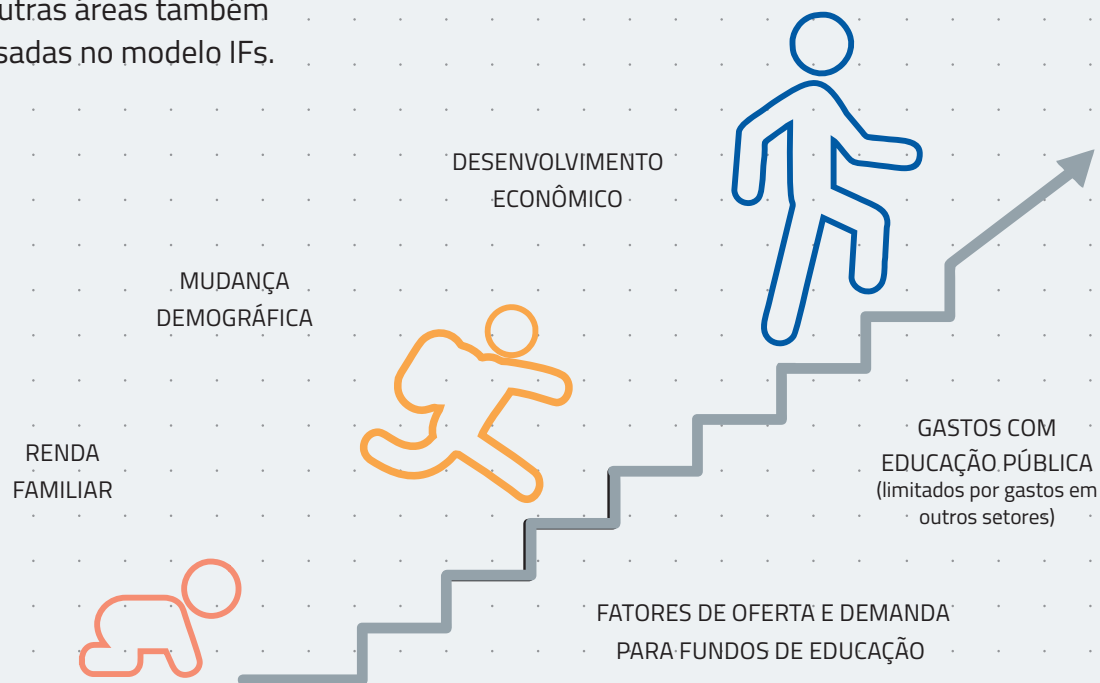 utras áreas também
sadas no modelo IFs.
DESENVOLVIMENTO
ECONÔMICO
MUDANÇA
DEMOGRÁFICA
RENDA
FAMILIAR
GASTOS COM
EDUCAÇÃO PÚBLICA
(limitados por gastos em
outros setores)
FATORES DE OFERTA E DEMANDA
PARA FUNDOS DE EDUCAÇÃO